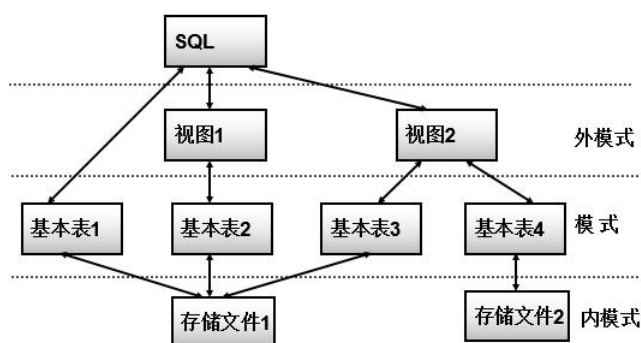 SQL
视图1
视图2
外模式
基本表1
基本表2
基本表3
基本表4
模 式
存储文件1
存储文件2
内模式